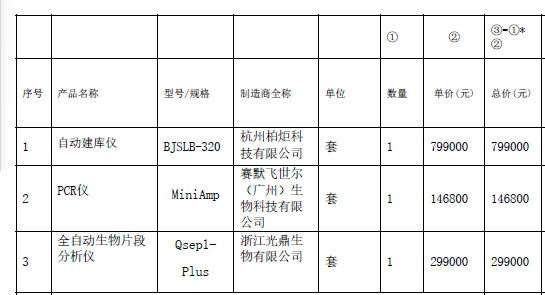 ① ② ③-①*
②
序号 产品名称 型号/规格 制造商全称 单位 数量 单价(元) 总价(元)
1 自动建库仪 BJSLB-320 杭州柏炬科
技有限公司 套 1 799000 799000
2 PCR仪 MiniAmp 赛默飞世尔
（广州）生
物科技有限
公司 套 1 146800 146800
3 全自动生物片段
分析仪 Qsep1-
Plus 浙江光鼎生
物有限公司 套 1 299000 299000